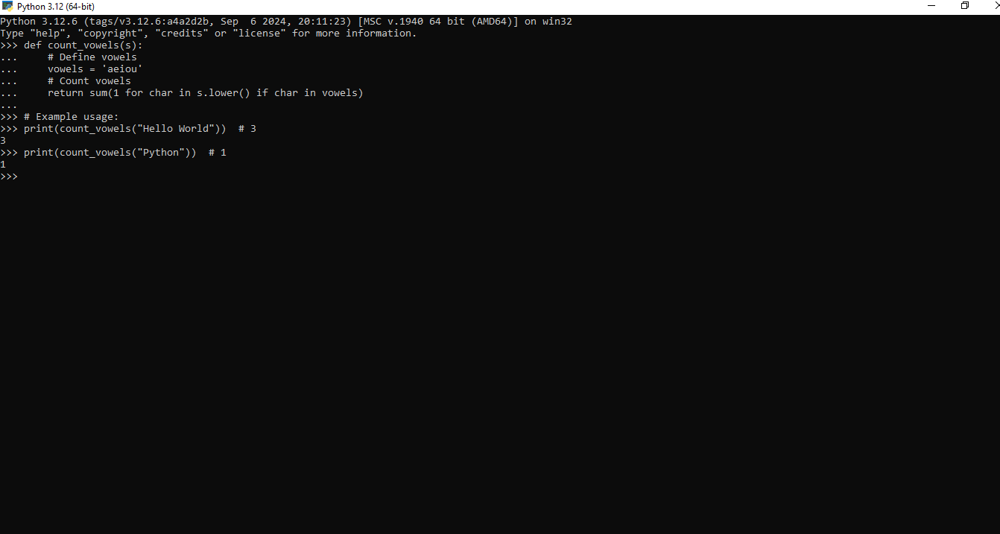 Python 3.12 (64-bit)
Python 3.12.6 (tags/v3.12.6:a4a2d2b, Sep  6 2024, 20:11:23) [MSC v.1940 64 bit (AMD64)] on win32
Type "help", "copyright", "credits" or "license" for more information.
>>> def count_vowels(s):
...     # Define vowels
...     vowels = 'aeiou'
...     # Count vowels
...     return sum(1 for char in s.lower() if char in vowels)
...
>>> # Example usage:
>>> print(count_vowels("Hello World"))  # 3
3
>>> print(count_vowels("Python"))  # 1
1
>>>